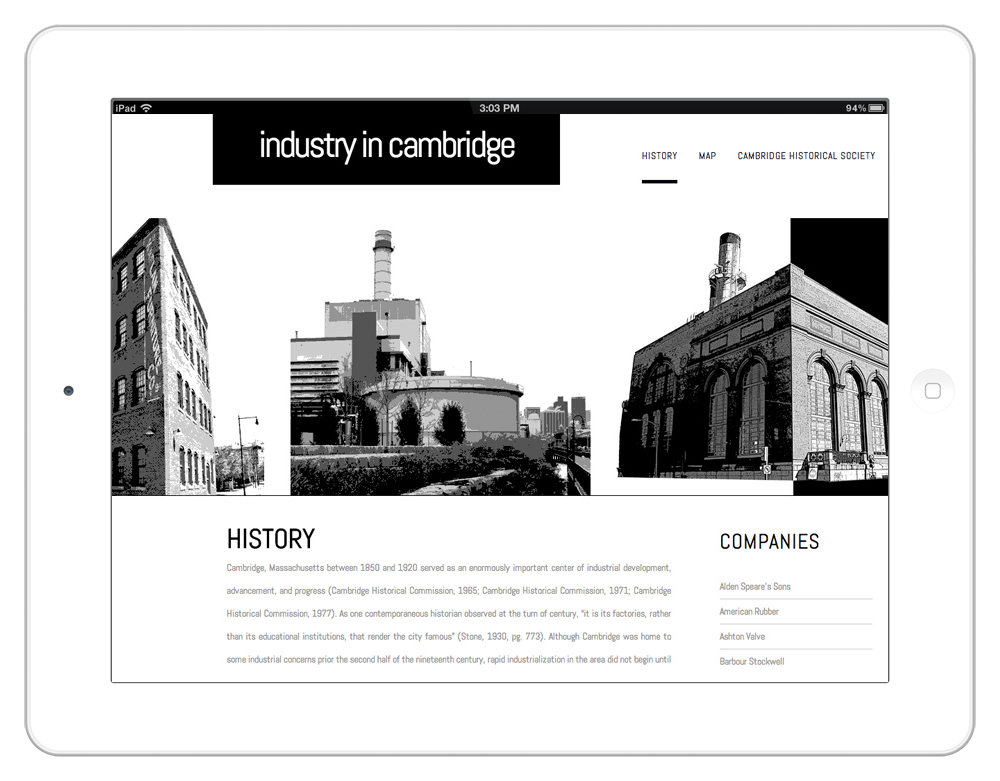 iPad 3:03 PM 94%
industry in cambridge
HISTORY MAP CAMBRIDGE HISTORICAL SOCIETY
HISTORY
Cambridge, Massachusetts between 1850 and 1920 served as an enormously important center of industrial development,
advancement, and progress (Cambridge Historical Commission, 1965; Cambridge Historical Commission, 1971; Cambridge
Historical Commission, 1977). As one contemporaneous historian observed at the turn of century, "it is its factories, rather
than its educational institutions, that render the city famous" (Stone, 1930, pg. 773). Although Cambridge was home to
some industrial concerns prior the second half of the nineteenth century, rapid industrialization in the area did not begin until
COMPANIES
Alden Speare's Sons
American Rubber
Ashton Valve
Barbour Stockwell